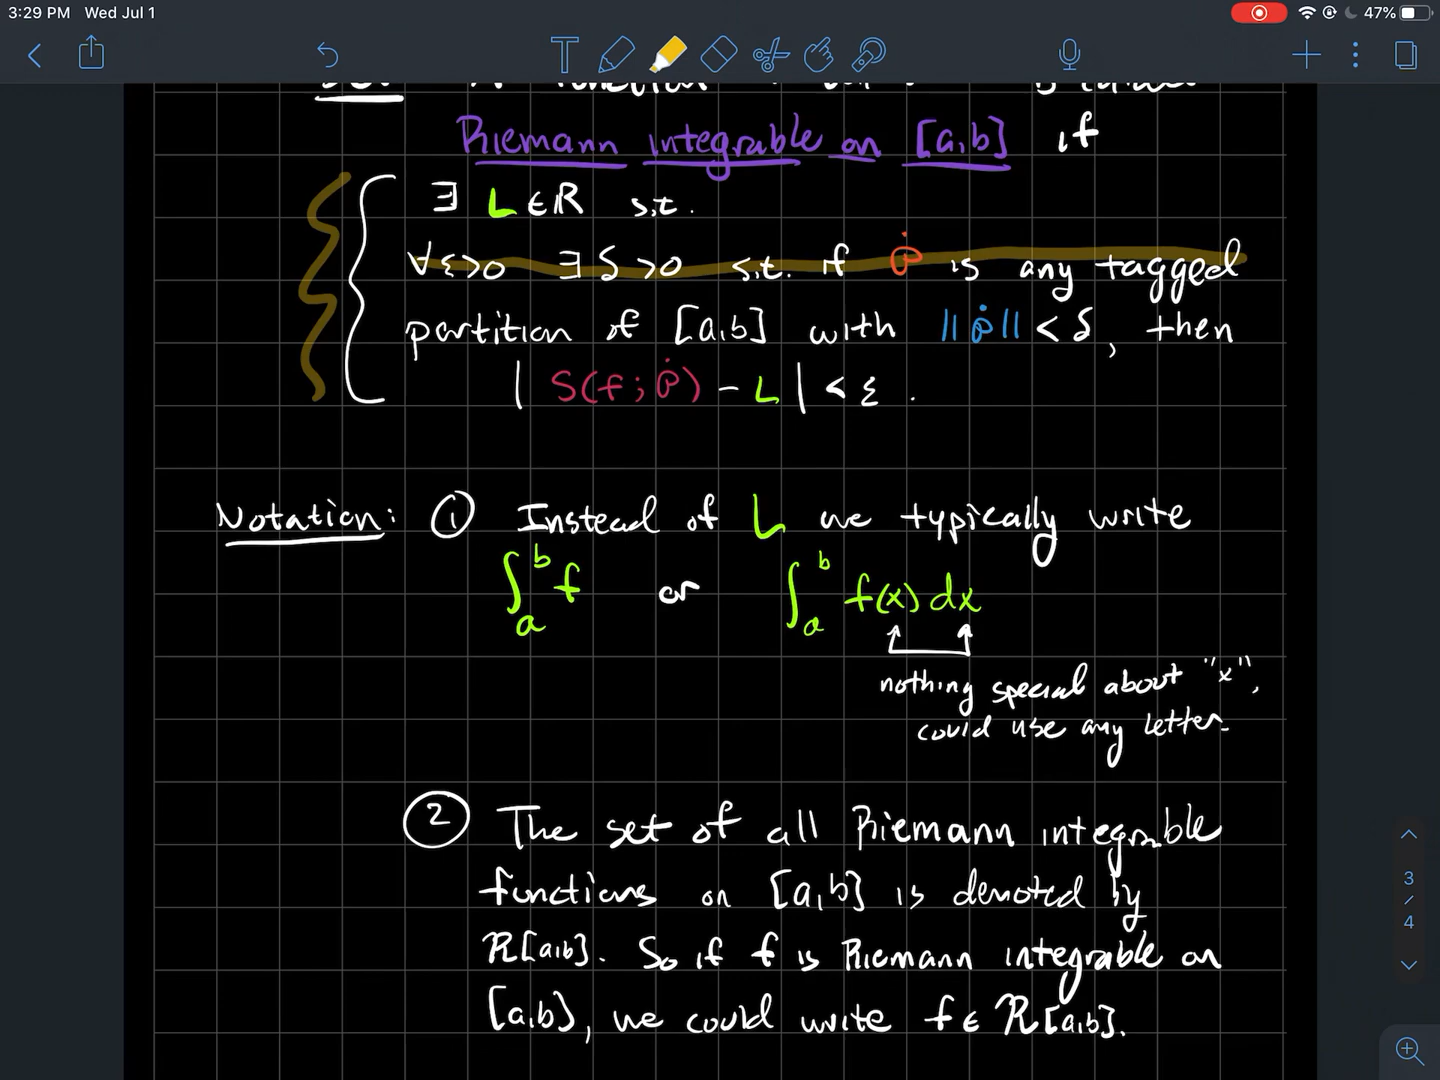 3:29 PM Wed Jul 1
47%
Riemann integrable on [a,b] if
∃ L ∈ ℝ s.t.
∀ε>0 ∃ δ>0 s.t. if Ṗ is any tagged
partition of [a,b] with ||Ṗ|| < δ, then
| S(f; Ṗ) - L | < ε .
Notation: ① Instead of L we typically write
∫ₐᵇ f or ∫ₐᵇ f(x) dx
nothing special about "x",
could use any letter.
② The set of all Riemann integrable
functions on [a,b] is denoted by
R[a,b]. So if f is Riemann integrable on
[a,b], we could write f ∈ R[a,b].
3
/
4